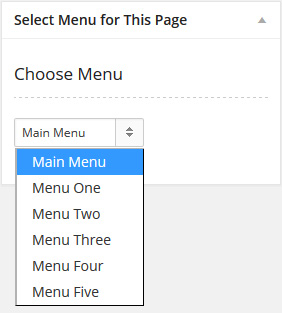 Select Menu for This Page
Choose Menu
Main Menu
Main Menu
Menu One
Menu Two
Menu Three
Menu Four
Menu Five